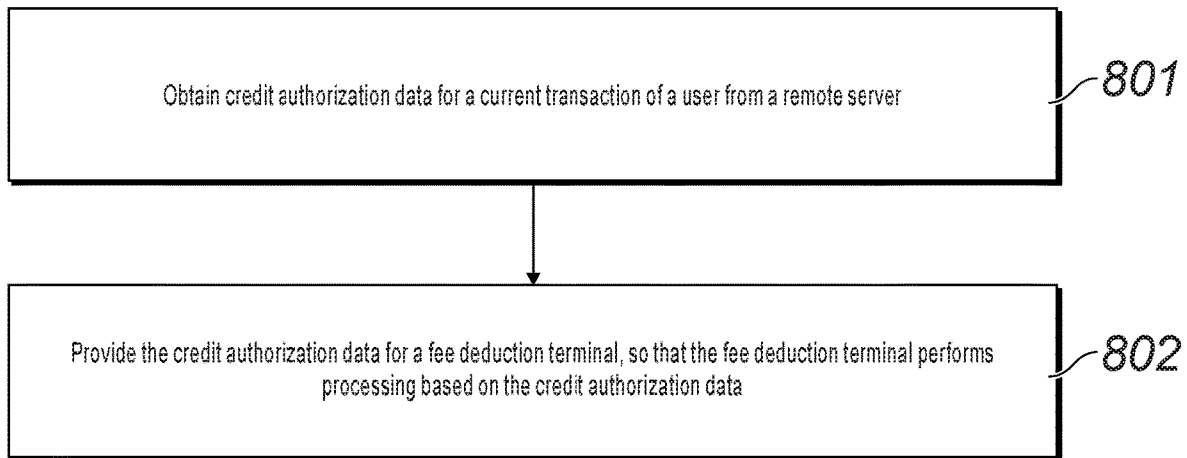 Obtain credit authorization data for a current transaction of a user from a remote server
801
Provide the credit authorization data for a fee deduction terminal, so that the fee deduction terminal performs
processing based on the credit authorization data
802